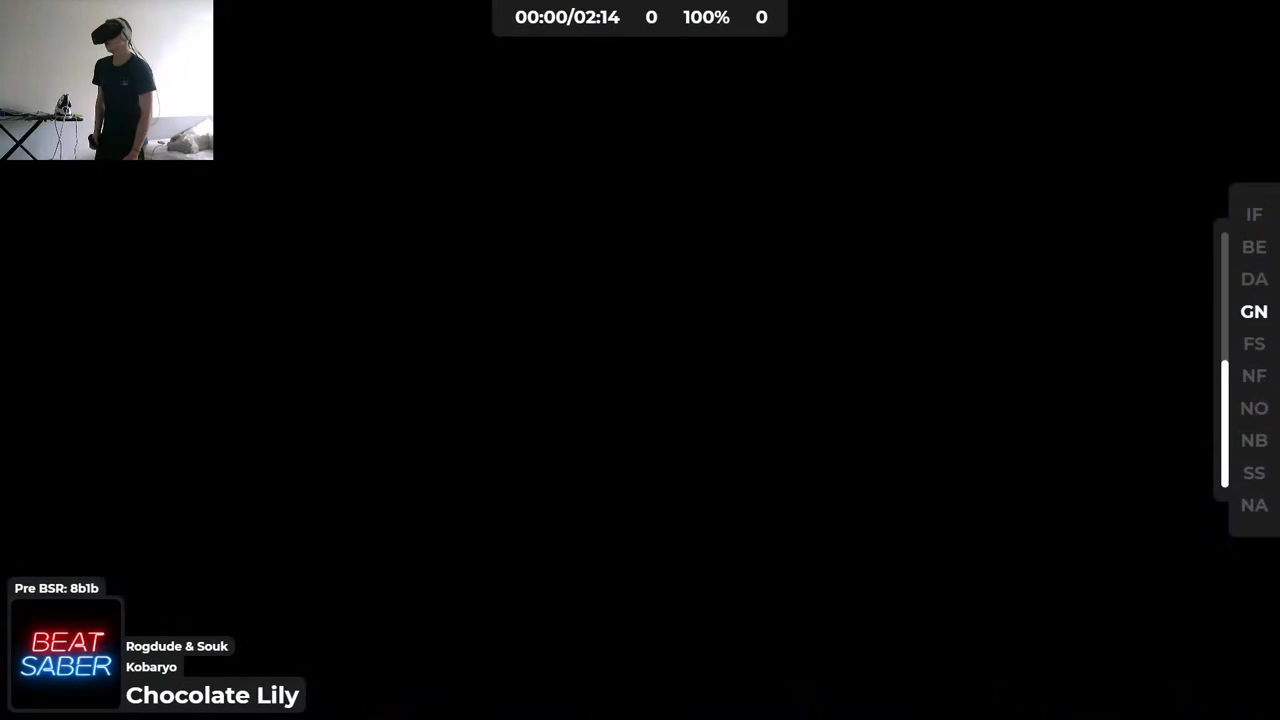 00:00/02:14 0 100% 0
IF
BE
DA
GN
FS
NF
NO
NB
SS
NA
Pre BSR: 8b1b
BEAT
SABER
Rogdude & Souk
Kobaryo
Chocolate Lily